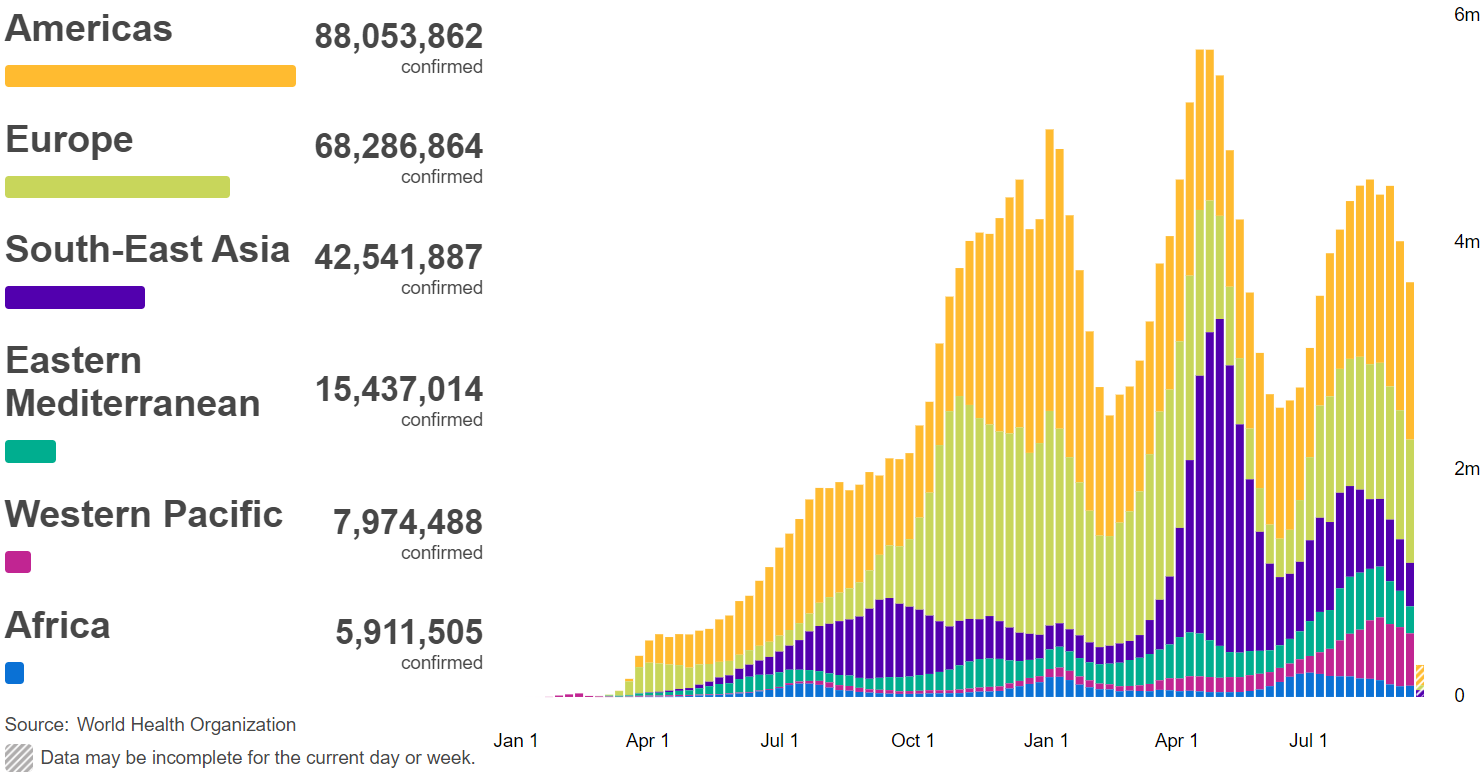 Americas
88,053,862
confirmed
Europe
68,286,864
confirmed
South-East Asia
42,541,887
confirmed
Eastern
Mediterranean
15,437,014
confirmed
Western Pacific
7,974,488
confirmed
Africa
5,911,505
confirmed
Source: World Health Organization
Data may be incomplete for the current day or week.
6m
4m
2m
0
Jan 1 Apr 1 Jul 1 Oct 1 Jan 1 Apr 1 Jul 1